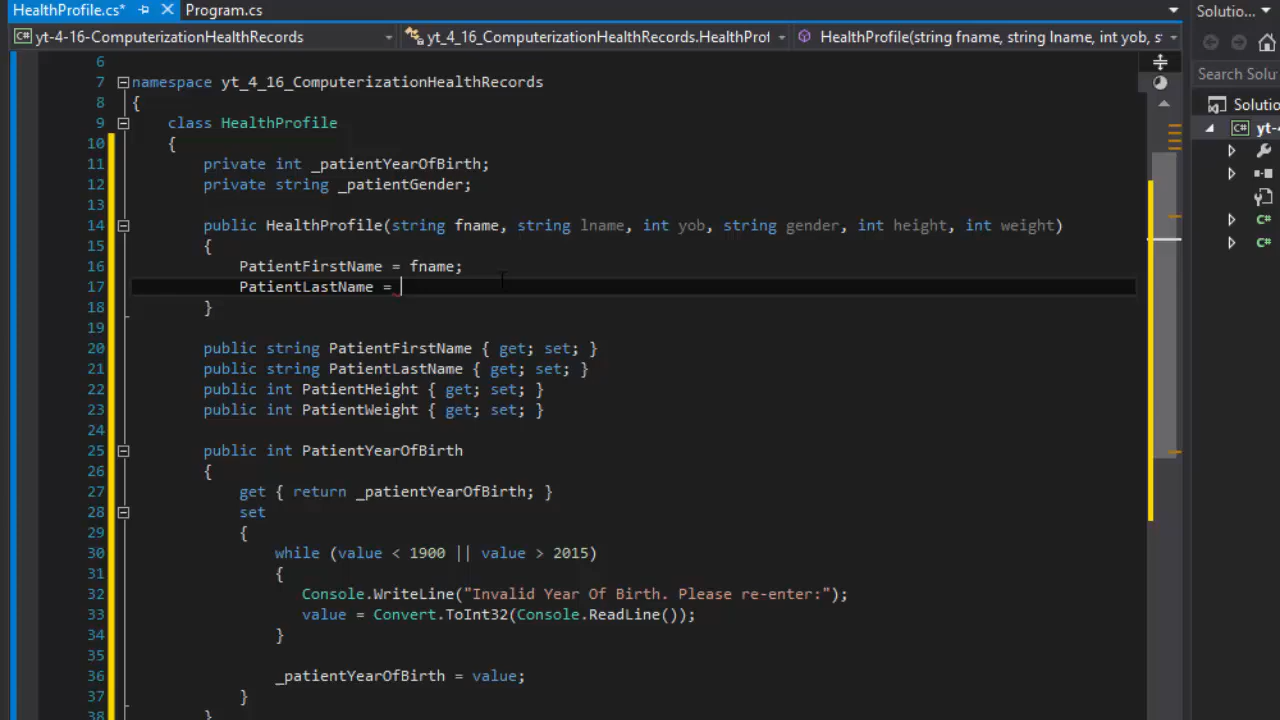 HealthProfile.cs*
Program.cs
Solutio...
yt-4-16-ComputerizationHealthRecords
yt_4_16_ComputerizationHealthRecords.HealthProf
HealthProfile(string fname, string lname, int yob, s
Search Solu
Solutio
yt-4
6
7 namespace yt_4_16_ComputerizationHealthRecords
8 {
9 class HealthProfile
10 {
11 private int _patientYearOfBirth;
12 private string _patientGender;
13
14 public HealthProfile(string fname, string lname, int yob, string gender, int height, int weight)
15 {
16 PatientFirstName = fname;
17 PatientLastName =
18 }
19
20 public string PatientFirstName { get; set; }
21 public string PatientLastName { get; set; }
22 public int PatientHeight { get; set; }
23 public int PatientWeight { get; set; }
24
25 public int PatientYearOfBirth
26 {
27 get { return _patientYearOfBirth; }
28 set
29 {
30 while (value < 1900 || value > 2015)
31 {
32 Console.WriteLine("Invalid Year Of Birth. Please re-enter:");
33 value = Convert.ToInt32(Console.ReadLine());
34 }
35
36 _patientYearOfBirth = value;
37 }
38 }